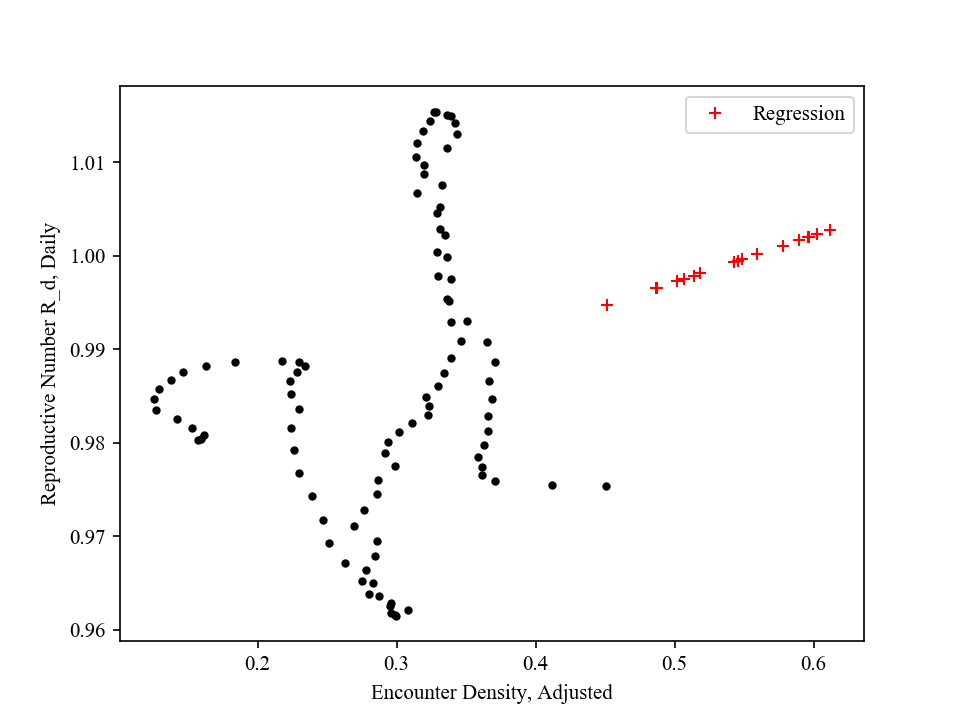 Regression
1.01
1.00
0.99
0.98
0.97
0.96
Reproductive Number R_d, Daily
0.2 0.3 0.4 0.5 0.6
Encounter Density, Adjusted